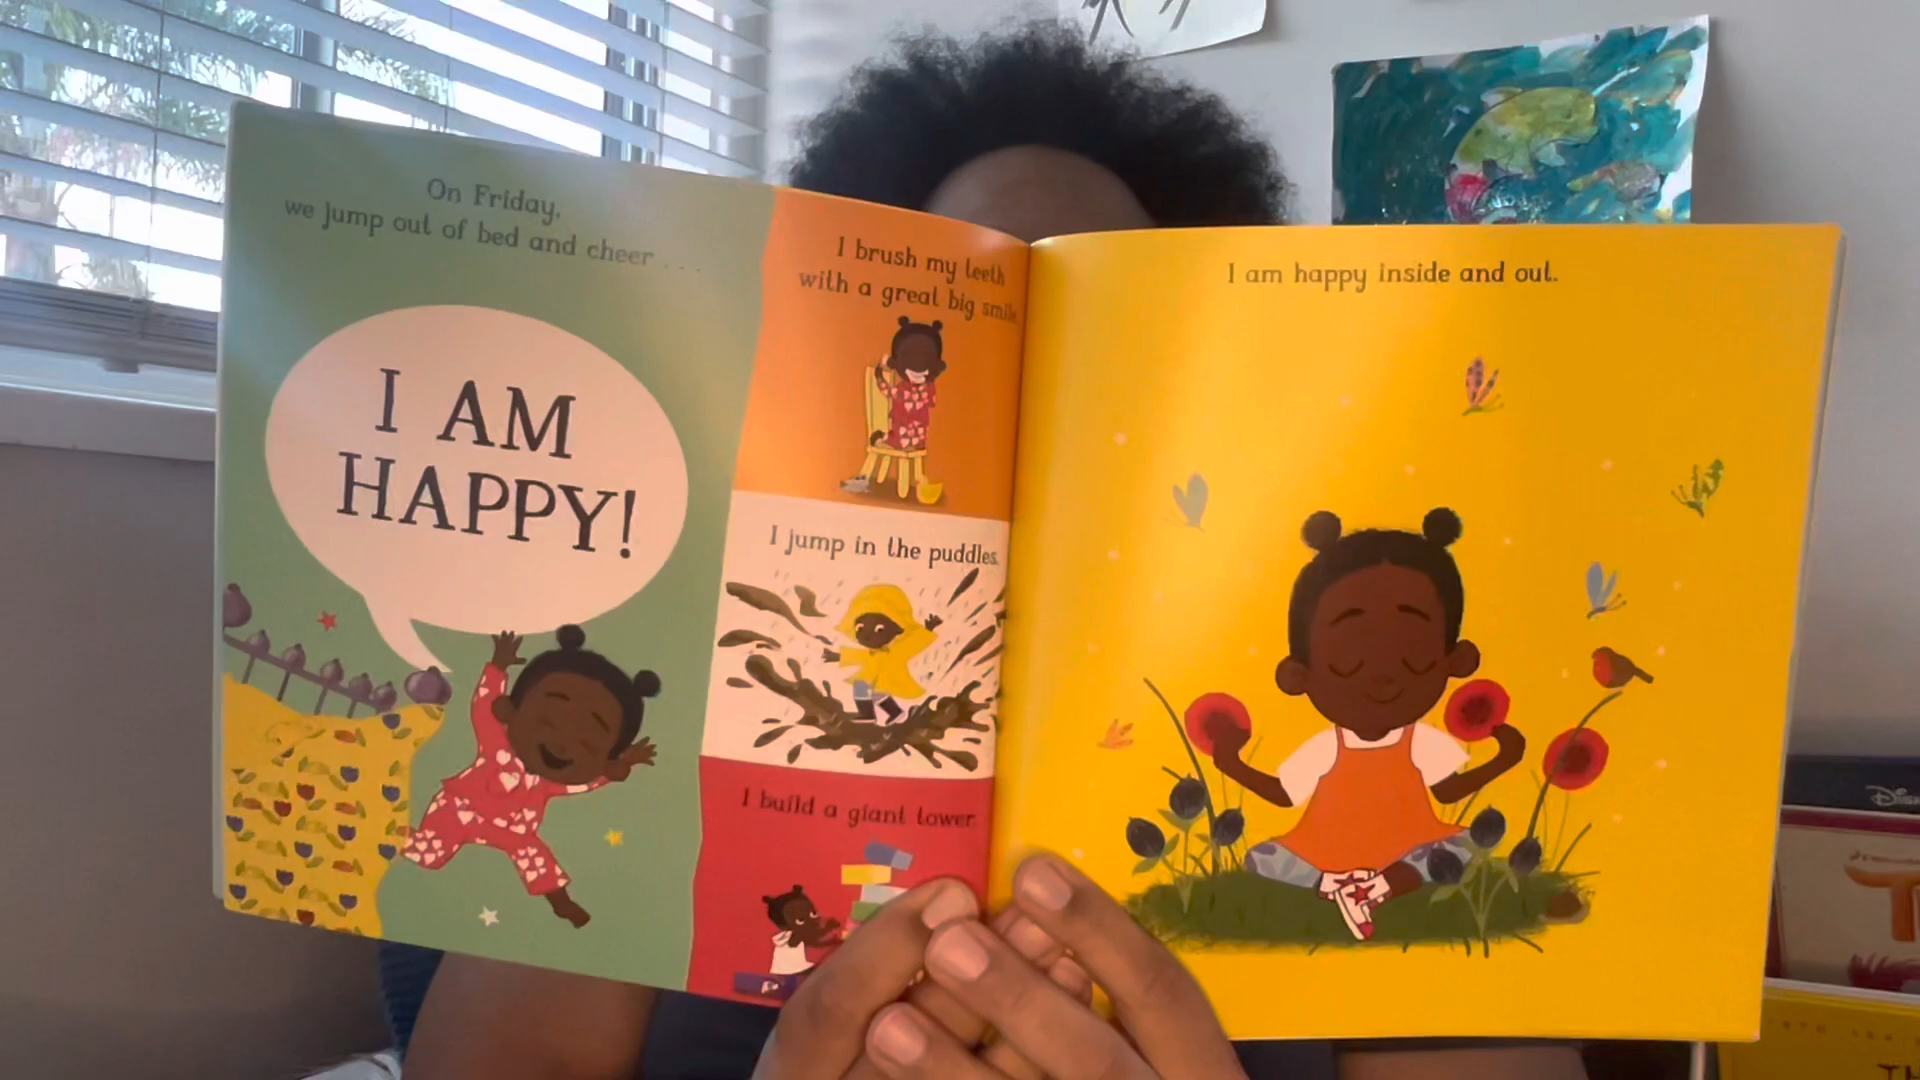 On Friday,
we jump out of bed and cheer . . .
I AM
HAPPY!
I brush my teeth
with a great big smile.
I jump in the puddles.
I build a giant tower.
I am happy inside and out.